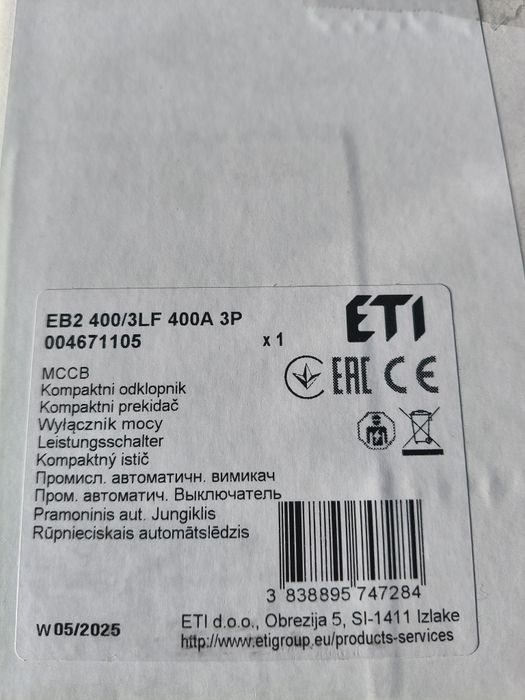 EB2 400/3LF 400A 3P
004671105
x 1
ETI
EAC CE
MCCB
Kompaktni odklopnik
Kompaktni prekidač
Wyłącznik mocy
Leistungsschalter
Kompaktný istič
Промисл. автоматичн. вимикач
Пром. автоматич. Выключатель
Pramoninis aut. Jungiklis
Rūpnieciskais automātslēdzis
3 838895 747284
W 05/2025
ETI d.o.o., Obrezija 5, SI-1411 Izlake
http://www.etigroup.eu/products-services